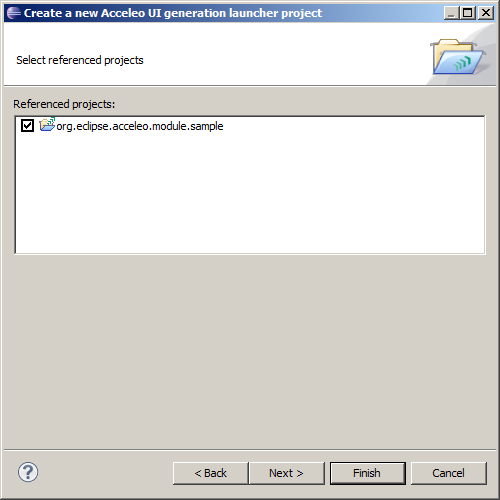 Create a new Acceleo UI generation launcher project
Select referenced projects
Referenced projects:
org.eclipse.acceleo.module.sample
?
< Back
Next >
Finish
Cancel